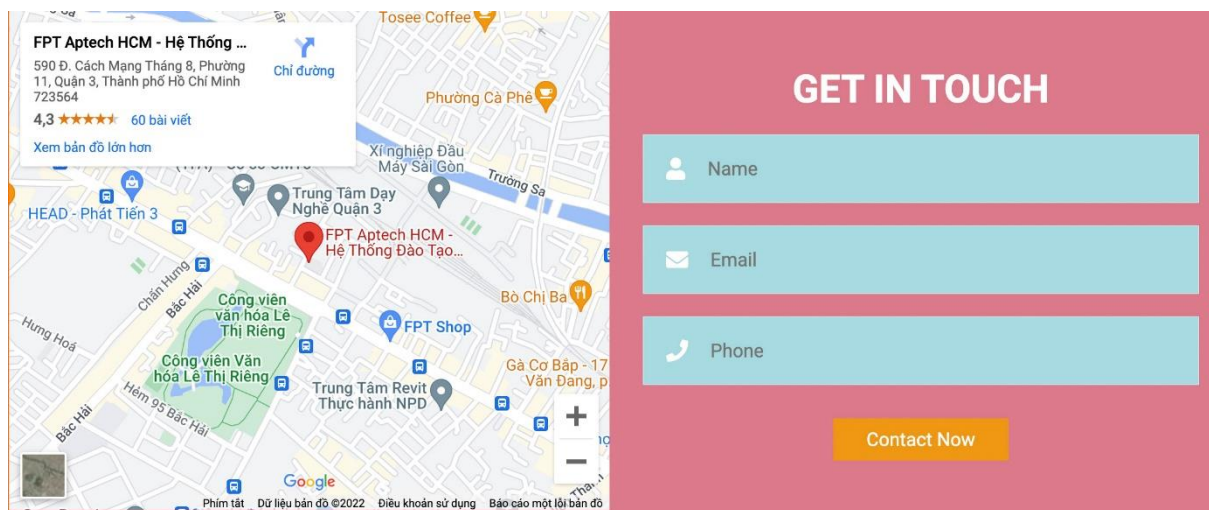 Tosee Coffee
FPT Aptech HCM - Hệ Thống ...
590 Đ. Cách Mạng Tháng 8, Phường
11, Quận 3, Thành phố Hồ Chí Minh
723564
Chỉ đường
4,3
60 bài viết
Xem bản đồ lớn hơn
Phường Cà Phê
Xí nghiệp Đầu
Máy Sài Gòn
Trường Sa
Trung Tâm Dạy
Nghề Quận 3
HEAD - Phát Tiến 3
FPT Aptech HCM -
Hệ Thống Đào Tạo...
Chấn Hưng
Bắc Hải
Bò Chị Ba
Công viên
văn hóa Lê
Thị Riêng
FPT Shop
Hưng Hoá
Công viên Văn
hóa Lê Thị Riêng
Gà Cơ Bắp - 17
Văn Đang, p
Trung Tâm Revit
Thực hành NPD
Hẻm 95 Bắc Hải
Bắc Hải
Google
Phím tắt
Dữ liệu bản đồ ©2022
Điều khoản sử dụng
Báo cáo một lỗi bản đồ
GET IN TOUCH
Name
Email
Phone
Contact Now